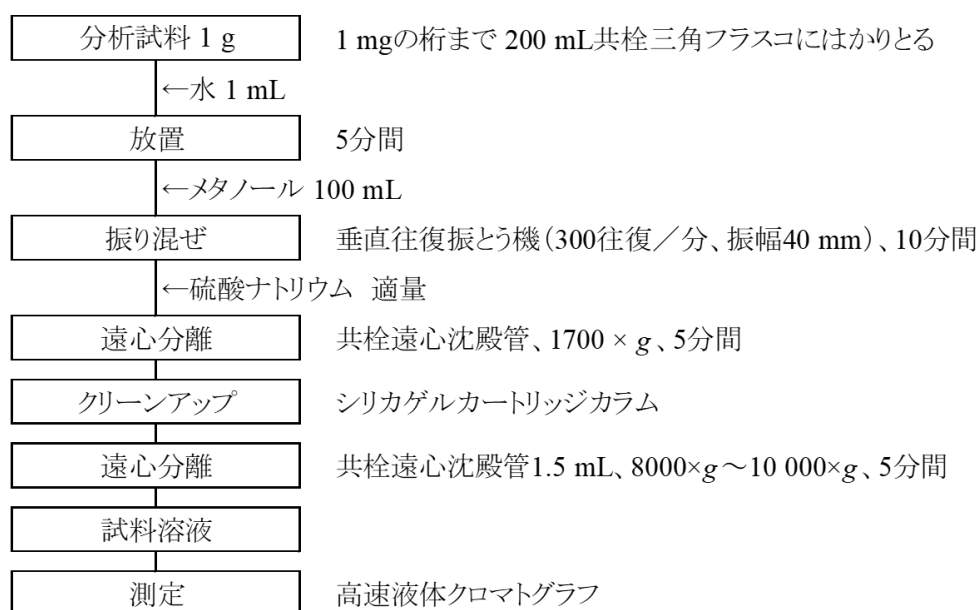 分析試料 1 g 1 mgの桁まで 200 mL共栓三角フラスコにはかりとる
←水 1 mL
放置 5分間
←メタノール 100 mL
振り混ぜ 垂直往復振とう機(300往復/分、振幅40 mm)、10分間
←硫酸ナトリウム 適量
遠心分離 共栓遠心沈殿管、1700 × g、5分間
クリーンアップ シリカゲルカートリッジカラム
遠心分離 共栓遠心沈殿管1.5 mL、8000×g~10 000×g、5分間
試料溶液
測定 高速液体クロマトグラフ